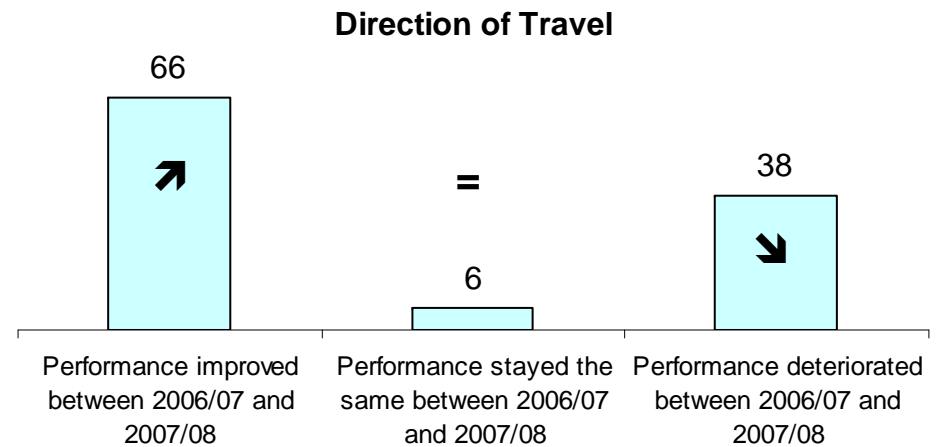 Direction of Travel
66
6
38
=
Performance improved
between 2006/07 and
2007/08
Performance stayed the
same between 2006/07
and 2007/08
Performance deteriorated
between 2006/07 and
2007/08